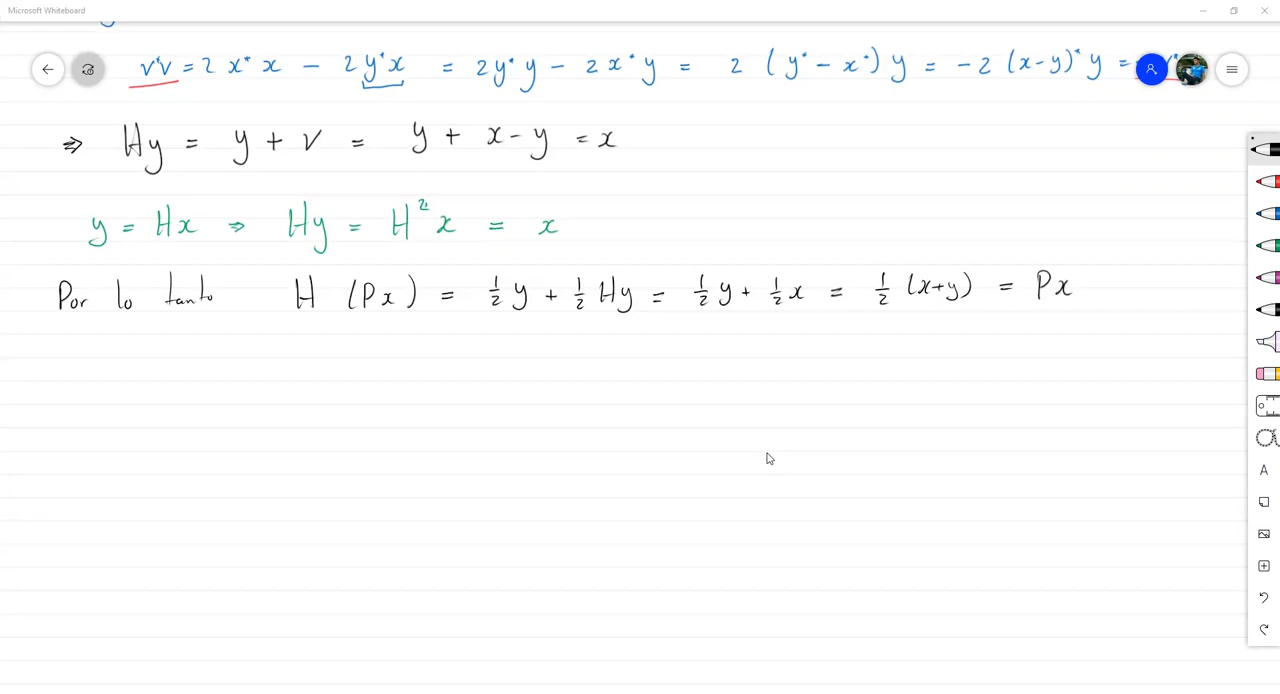 Microsoft Whiteboard
v*v = 2 x* x - 2 y* x = 2 y* y - 2 x* y = 2 (y* - x*) y = -2 (x-y)* y =
⇒ Hy = y + v = y + x - y = x
y = Hx ⇒ Hy = H² x = x
Por lo tanto H (Px) = ½ y + ½ Hy = ½ y + ½ x = ½ (x+y) = Px
A